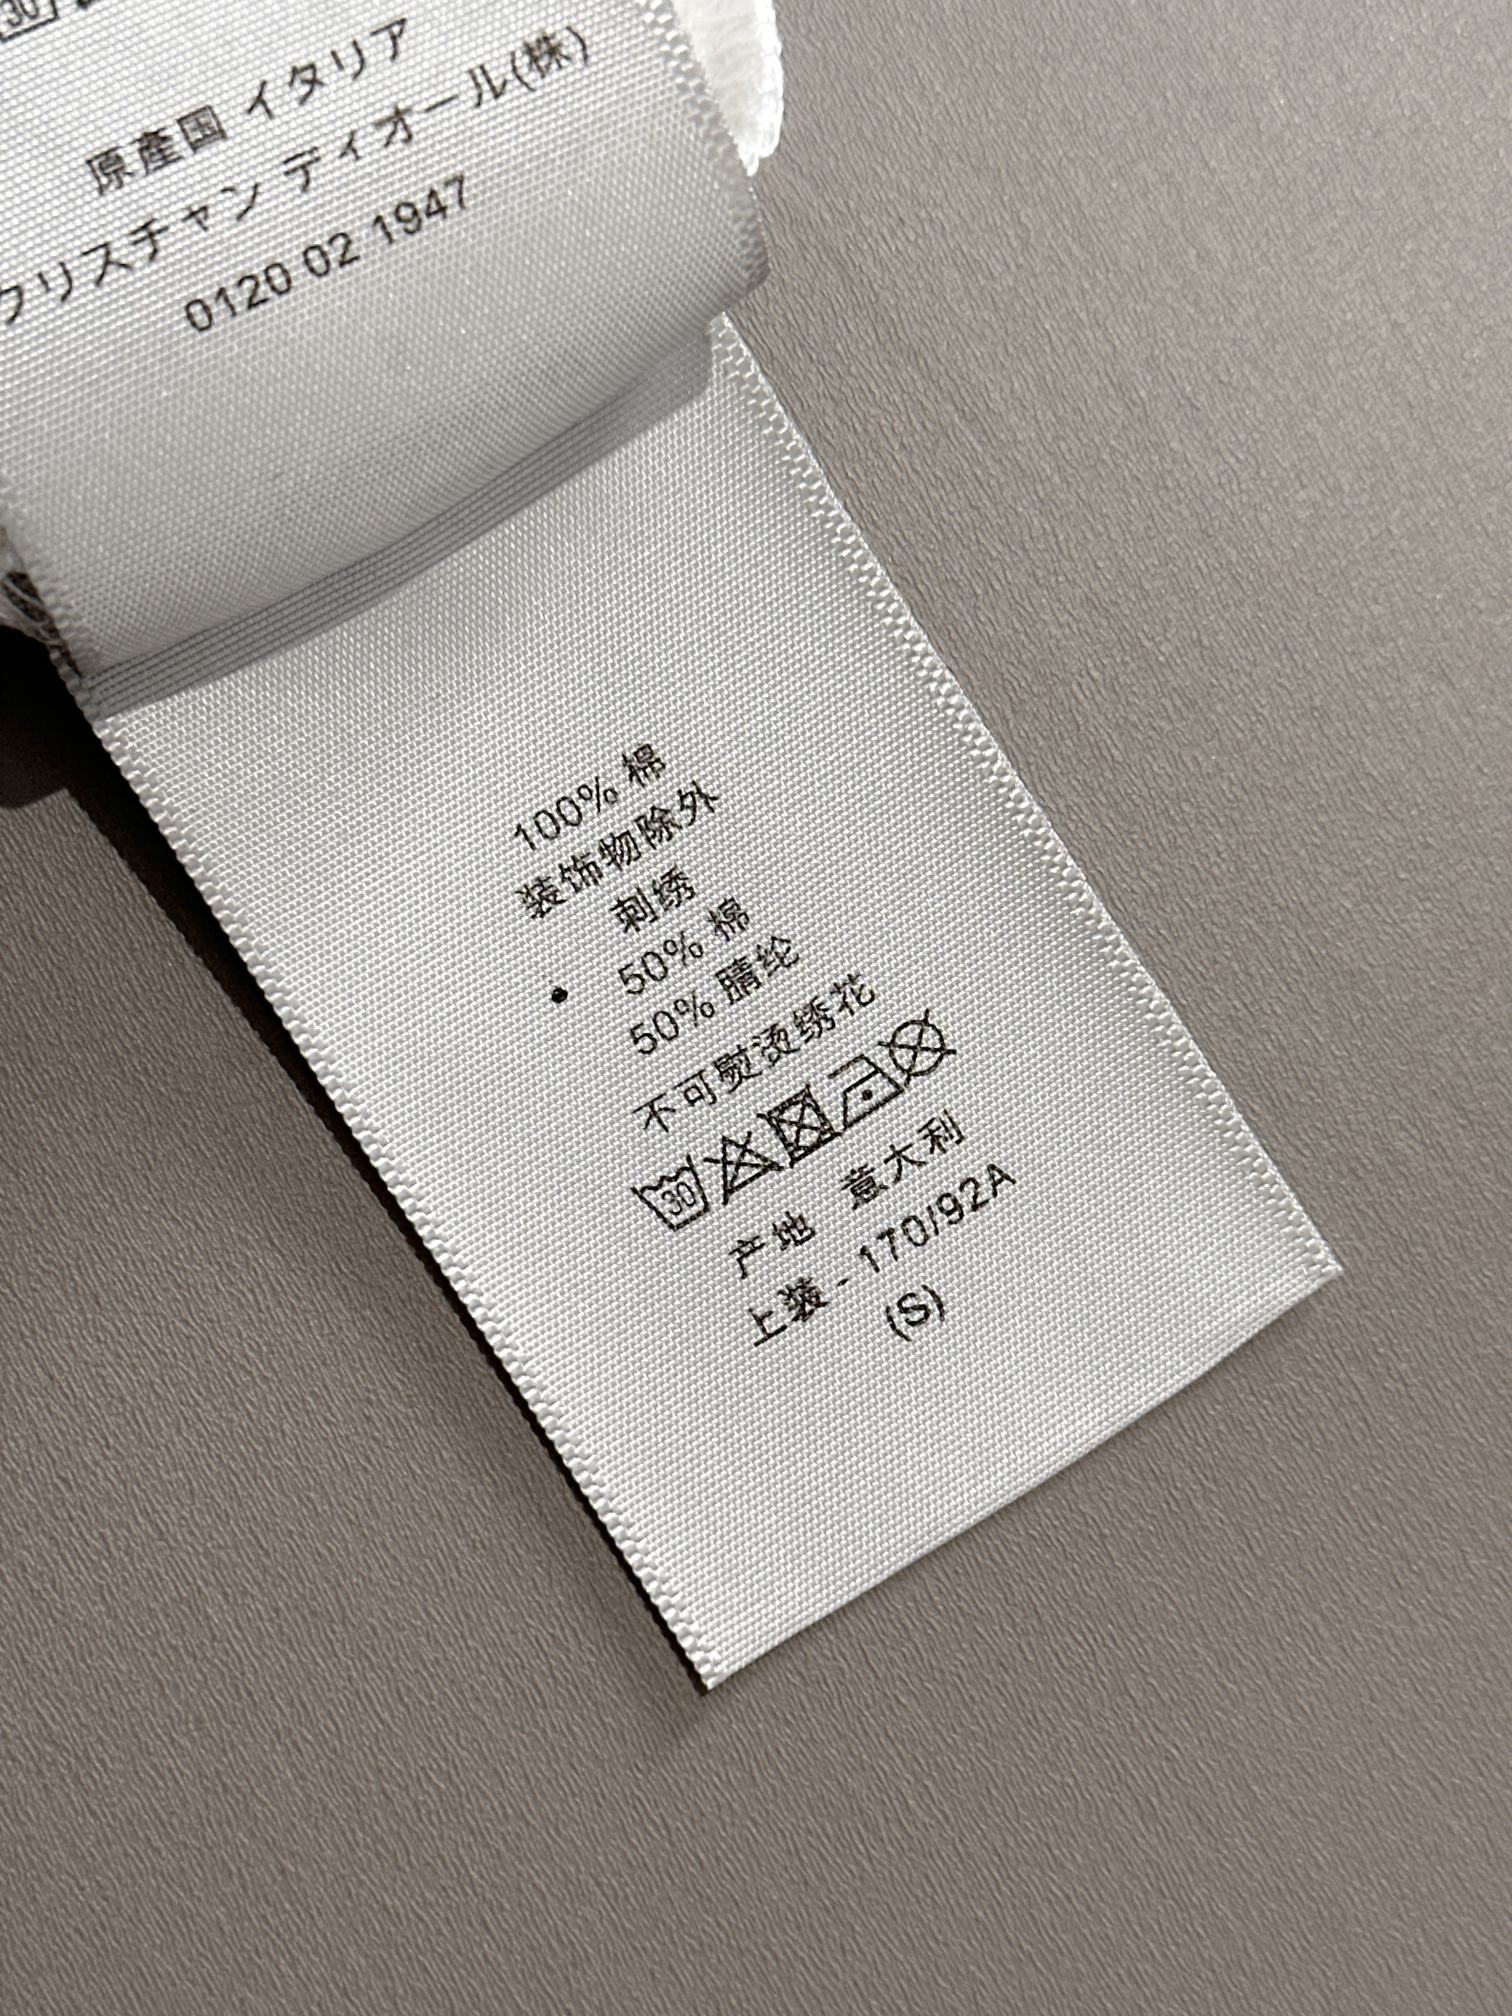 30
原産国 イタリア
クリスチャン ディオール(株)
0120 02 1947
100% 棉
装饰物除外
刺绣
50% 棉
50% 腈纶
不可熨烫绣花
30
产地 意大利
上装 - 170/92A
(S)